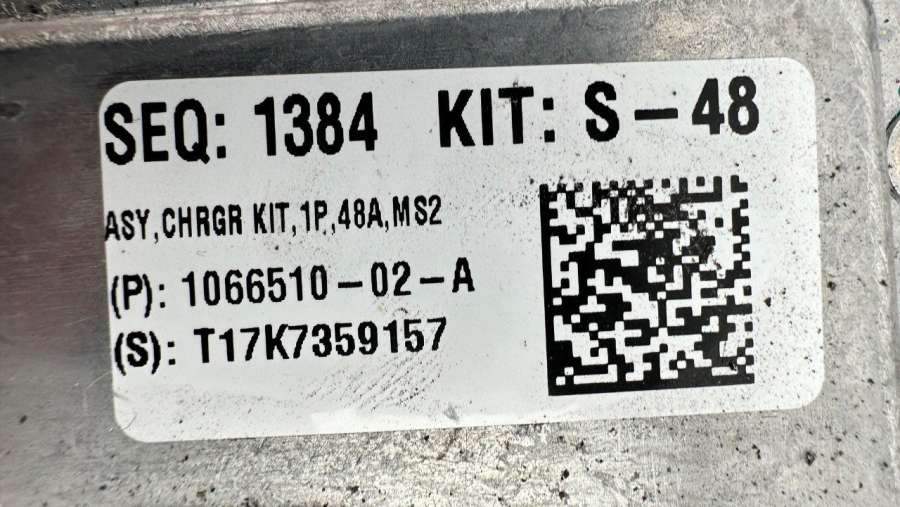 SEQ: 1384 KIT: S-48
ASY,CHRGR KIT,1P,48A,MS2
(P): 1066510-02-A
(S): T17K7359157